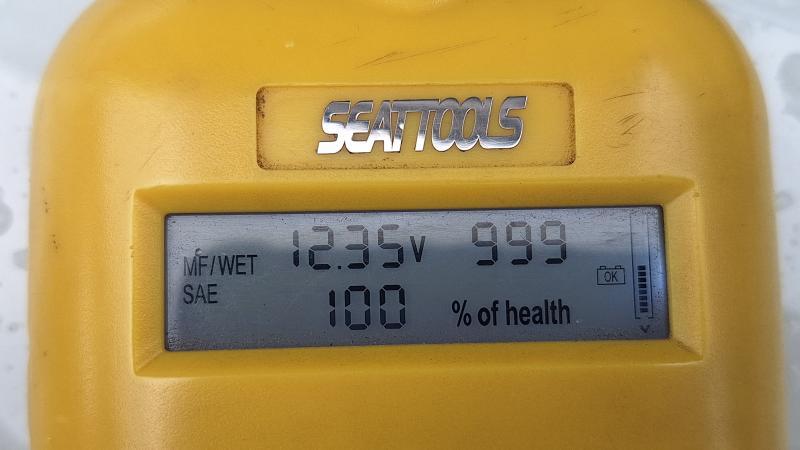 SEATTOOLS
MF/WET 12.35V 999
OK
SAE 100 % of health